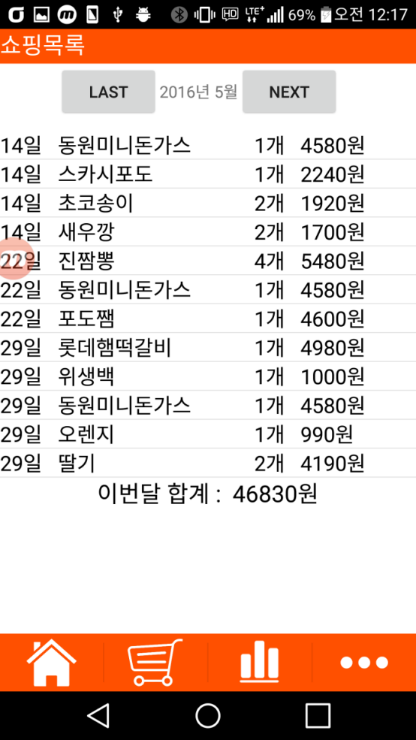 HD LTE+ 69% 오전 12:17
쇼핑목록
LAST 2016년 5월 NEXT
14일 동원미니돈가스 1개 4580원
14일 스카시포도 1개 2240원
14일 초코송이 2개 1920원
14일 새우깡 2개 1700원
22일 진짬뽕 4개 5480원
22일 동원미니돈가스 1개 4580원
22일 포도쨈 1개 4600원
29일 롯데햄떡갈비 1개 4980원
29일 위생백 1개 1000원
29일 동원미니돈가스 1개 4580원
29일 오렌지 1개 990원
29일 딸기 2개 4190원
이번달 합계 : 46830원